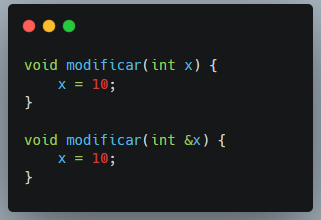 void modificar(int x) {
    x = 10;
}

void modificar(int &x) {
    x = 10;
}